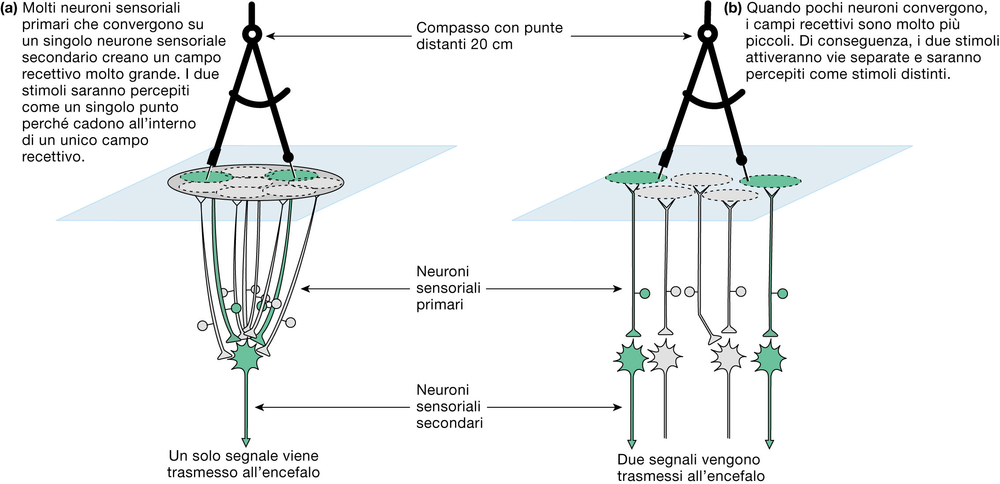 (a) Molti neuroni sensoriali
primari che convergono su
un singolo neurone sensoriale
secondario creano un campo
recettivo molto grande. I due
stimoli saranno percepiti
come un singolo punto
perché cadono all’interno
di un unico campo
recettivo.
Compasso con punte
distanti 20 cm
(b) Quando pochi neuroni convergono,
i campi recettivi sono molto più
piccoli. Di conseguenza, i due stimoli
attiveranno vie separate e saranno
percepiti come stimoli distinti.
Neuroni
sensoriali
primari
Neuroni
sensoriali
secondari
Un solo segnale viene
trasmesso all’encefalo
Due segnali vengono
trasmessi all’encefalo